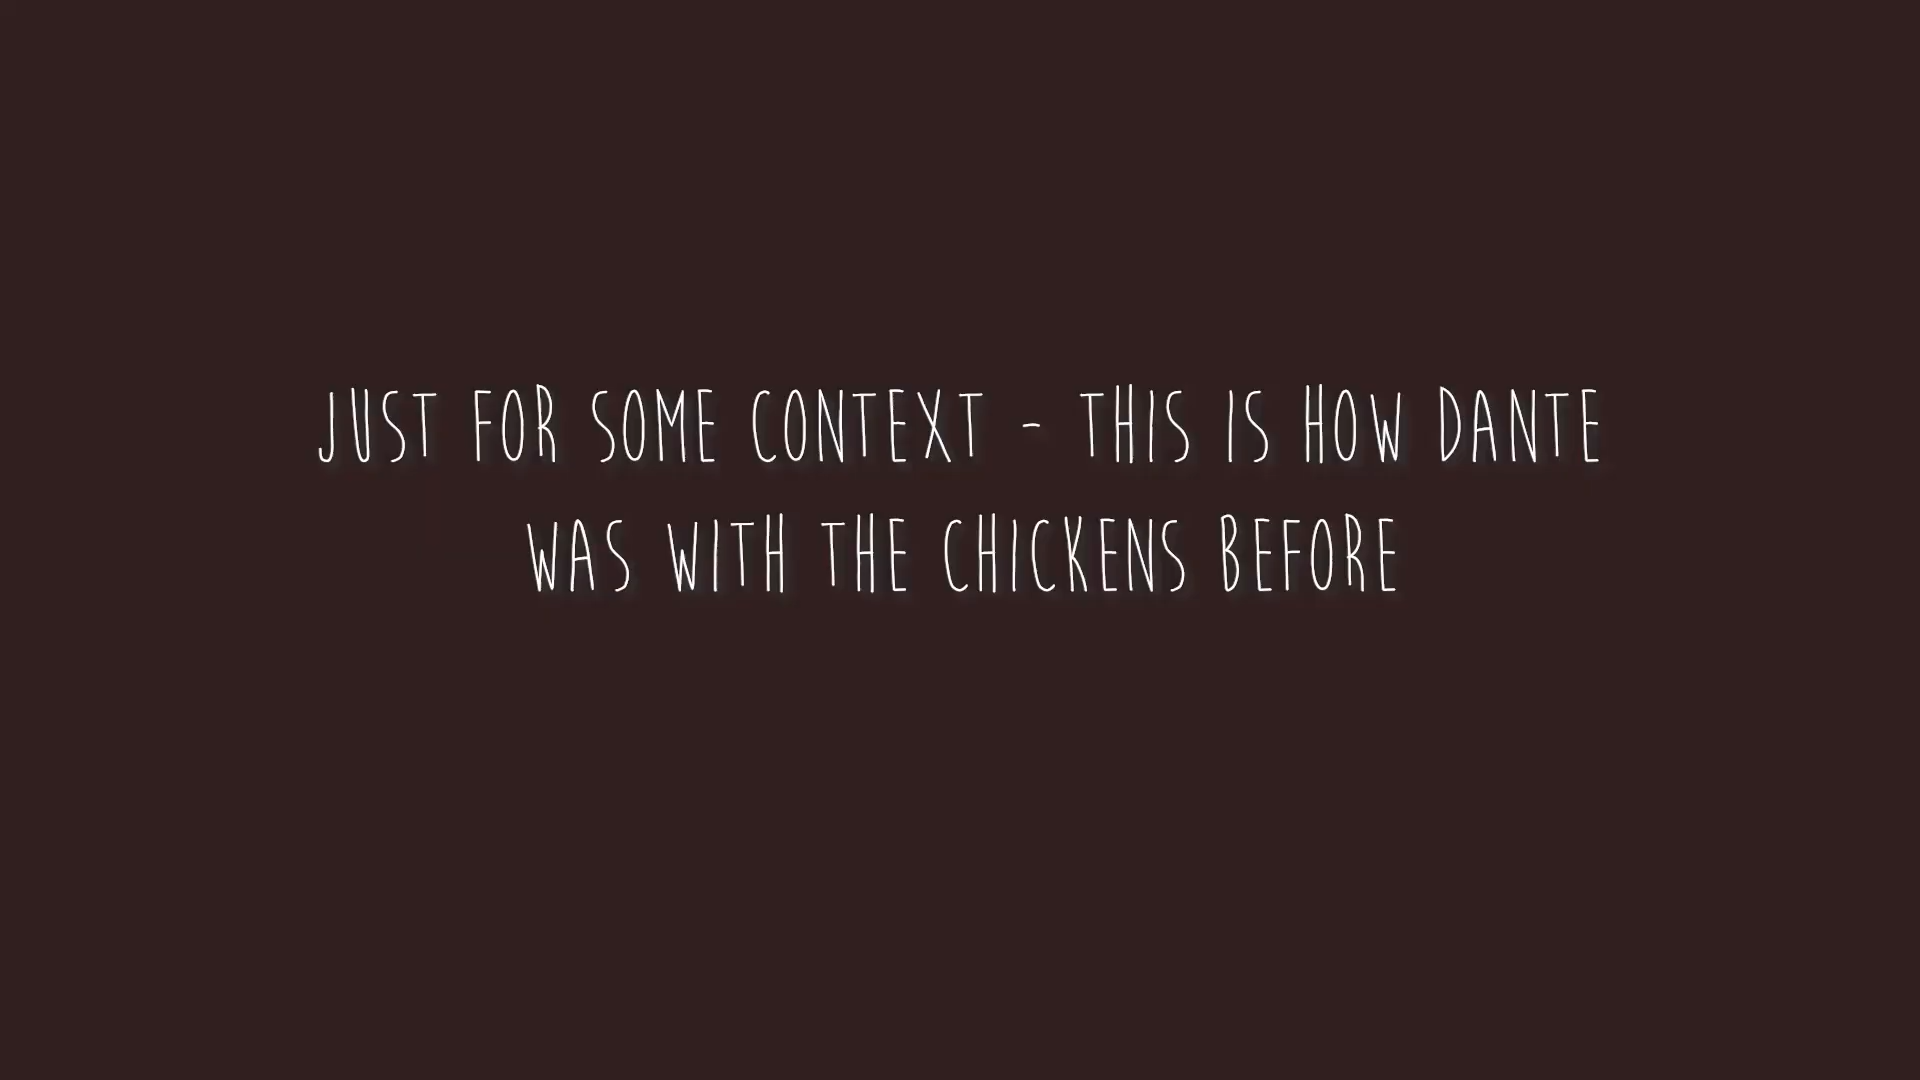 JUST FOR SOME CONTEXT - THIS IS HOW DANTE
WAS WITH THE CHICKENS BEFORE